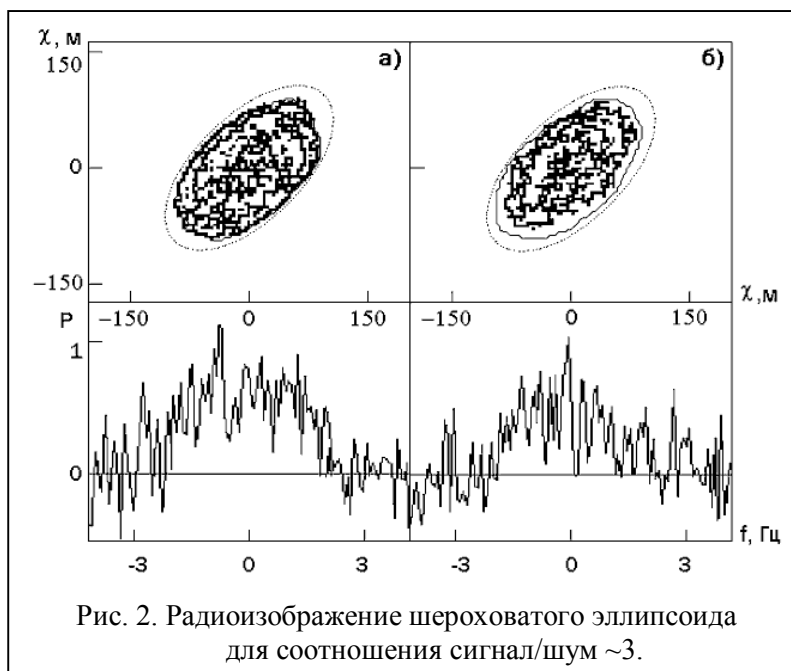 χ, м
150
0
−150
а)
б)
χ,м
−150
0
150
−150
0
150
P
1
0
f, Гц
-3
0
3
-3
0
3
Рис. 2. Радиоизображение шероховатого эллипсоида
для соотношения сигнал/шум ~3.